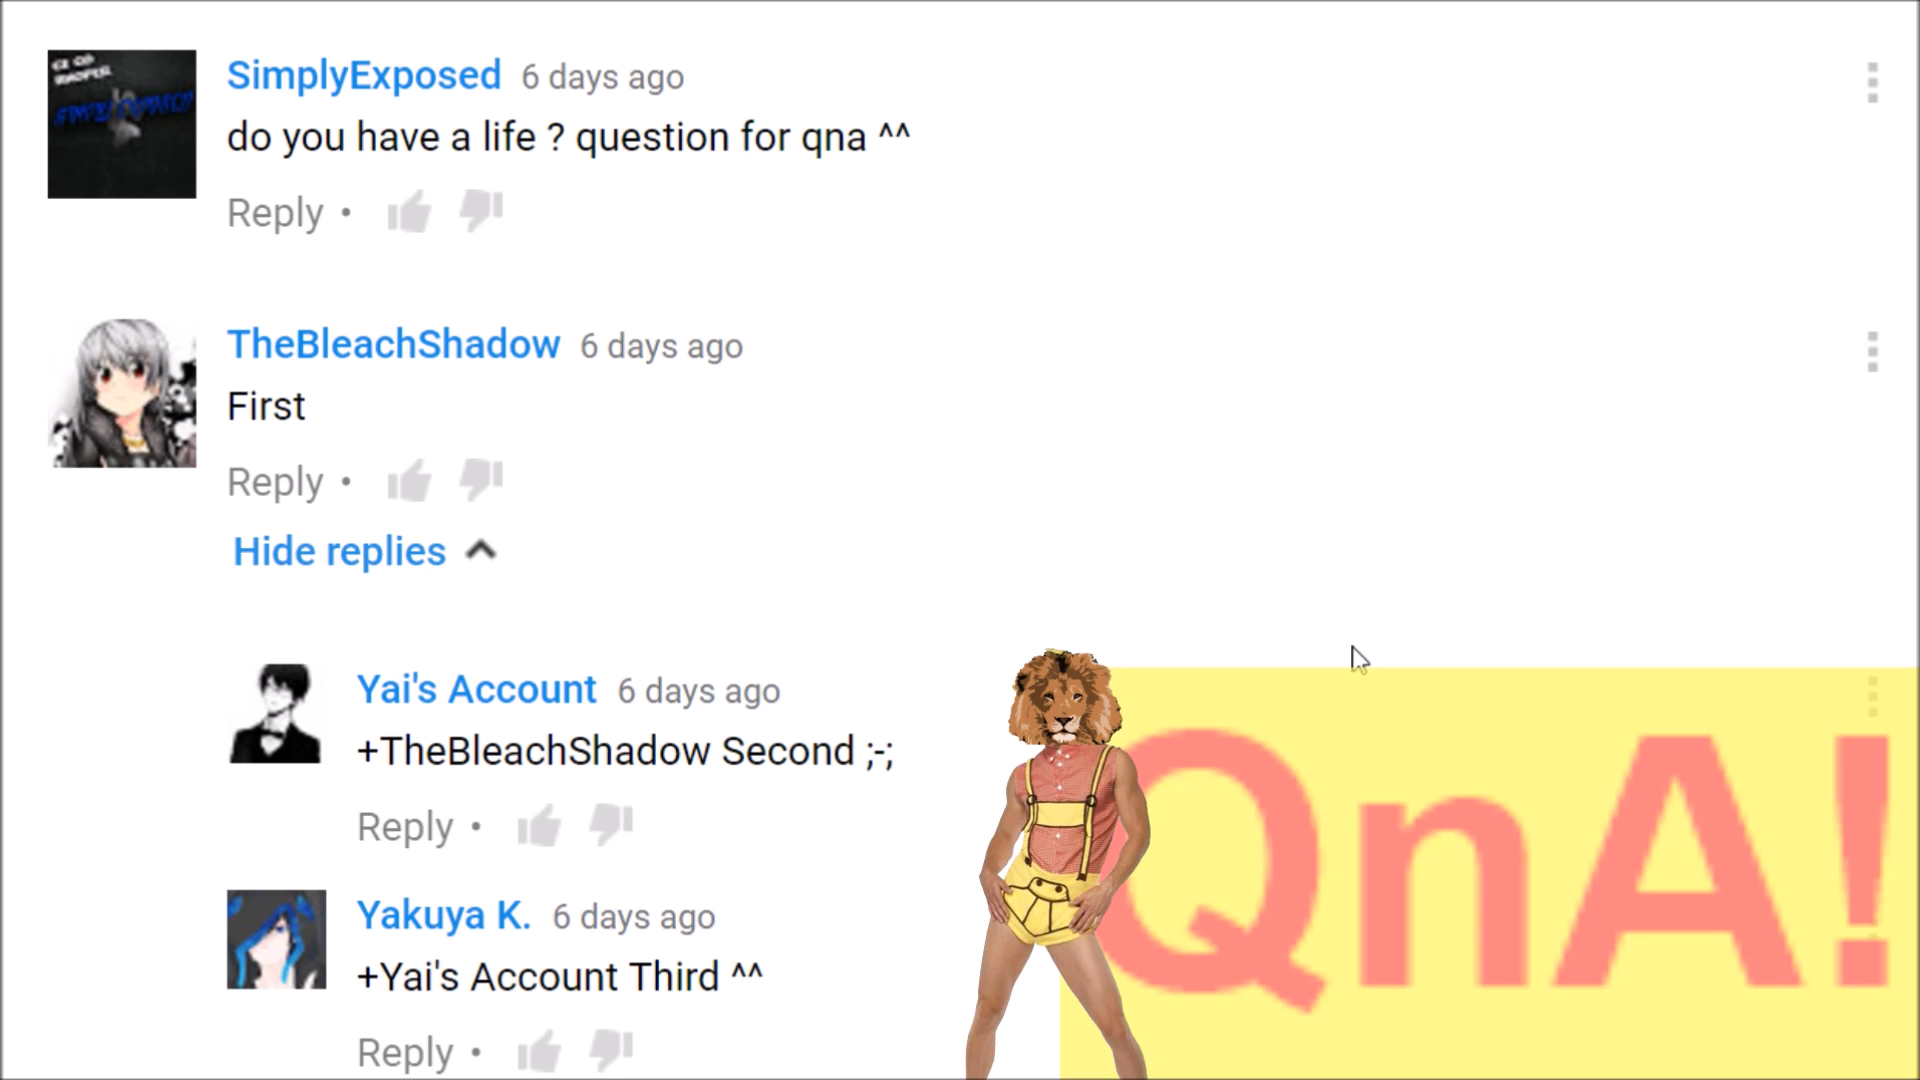 SimplyExposed 6 days ago
do you have a life ? question for qna ^^
Reply •
TheBleachShadow 6 days ago
First
Reply •
Hide replies
Yai's Account 6 days ago
+TheBleachShadow Second ;-;
Reply •
Yakuya K. 6 days ago
+Yai's Account Third ^^
Reply •
QnA!